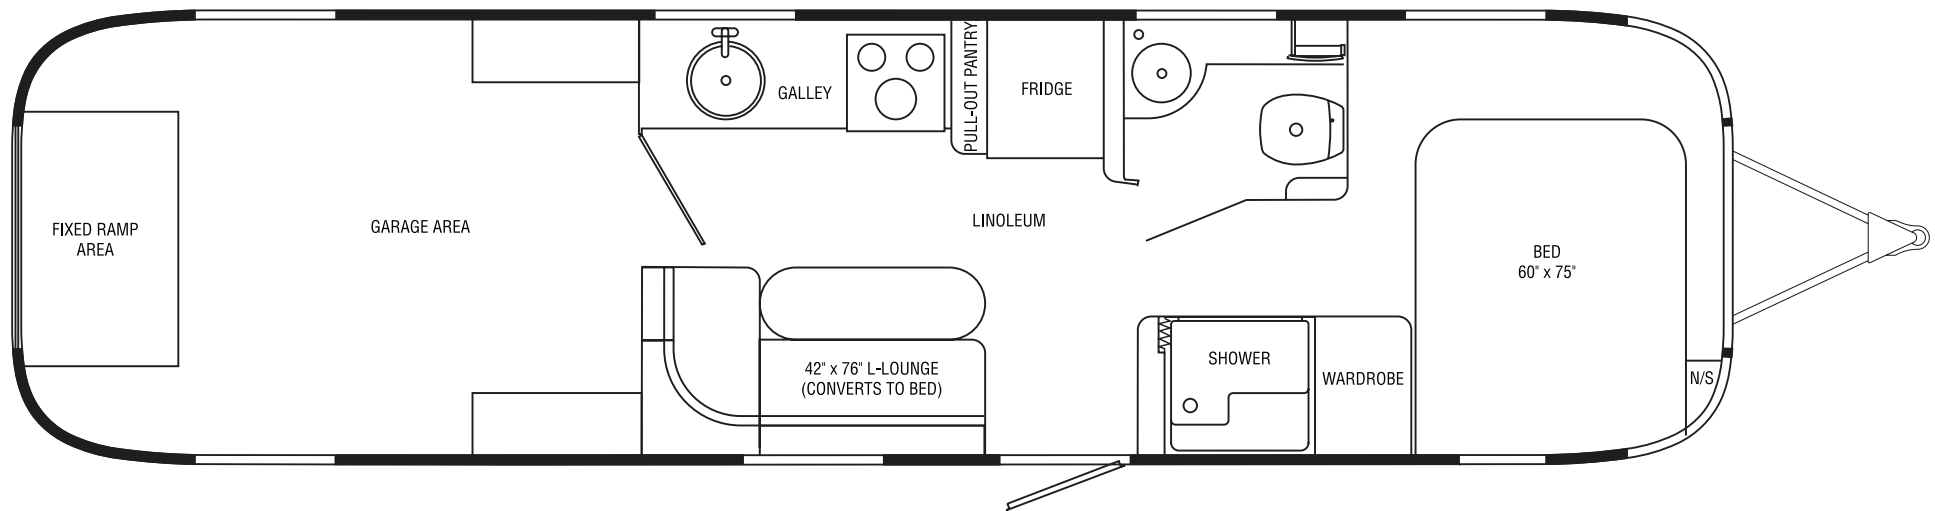 FIXED RAMP
AREA
GARAGE AREA
GALLEY
PULL-OUT PANTRY
FRIDGE
LINOLEUM
42" x 76" L-LOUNGE
(CONVERTS TO BED)
SHOWER
WARDROBE
BED
60" x 75"
N/S